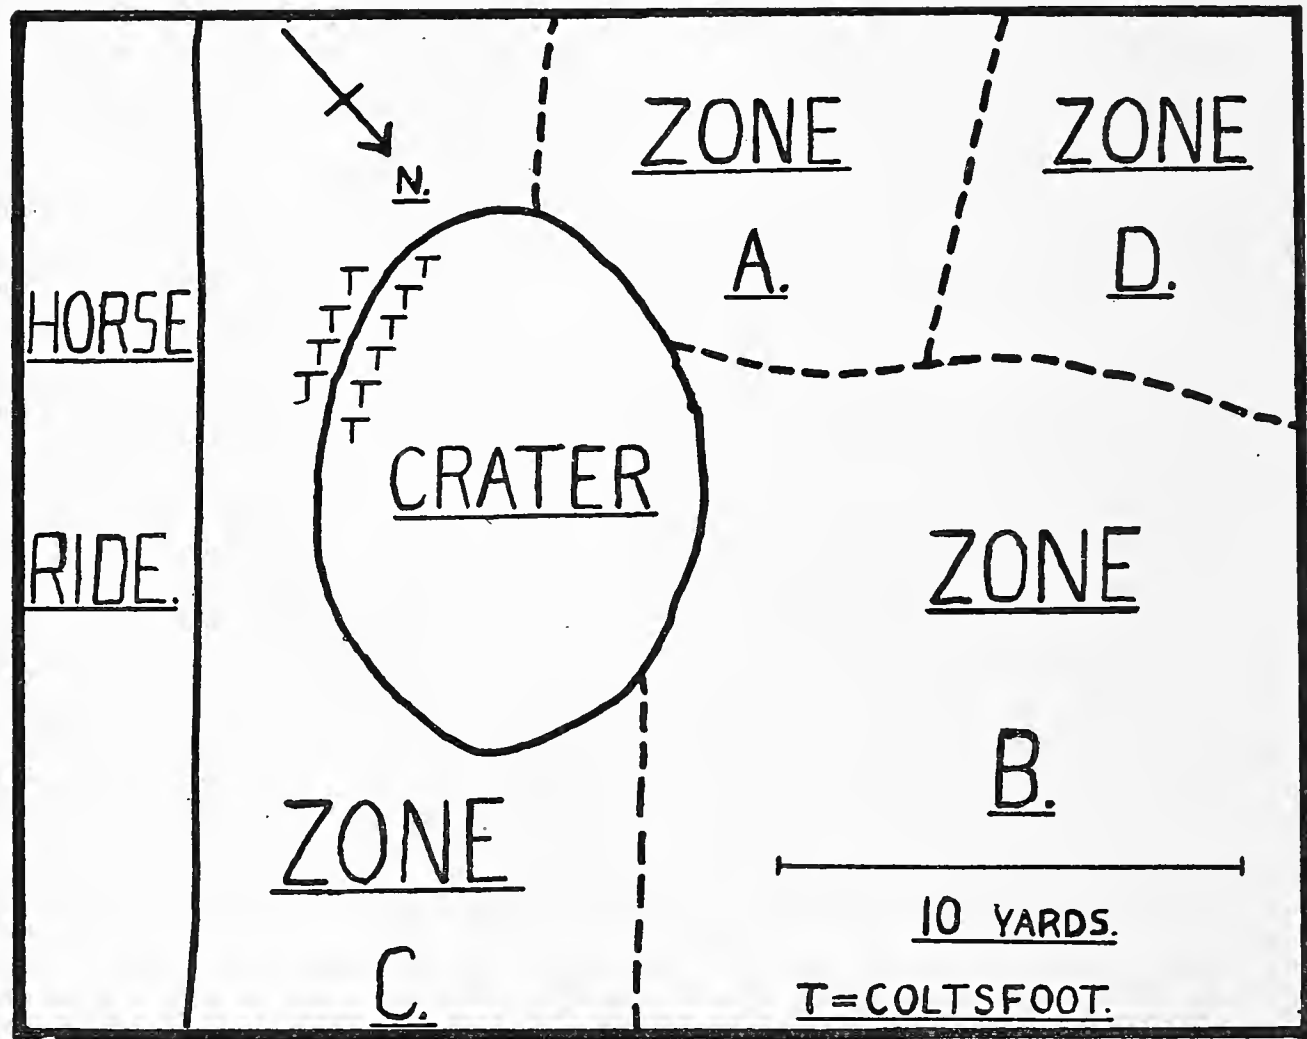 N.
ZONE
A.
ZONE
D.
HORSE
RIDE.
T
T
T
T
T
T
T
T
T
T
CRATER
ZONE
B.
ZONE
C.
10 YARDS.
T=COLTSFOOT.